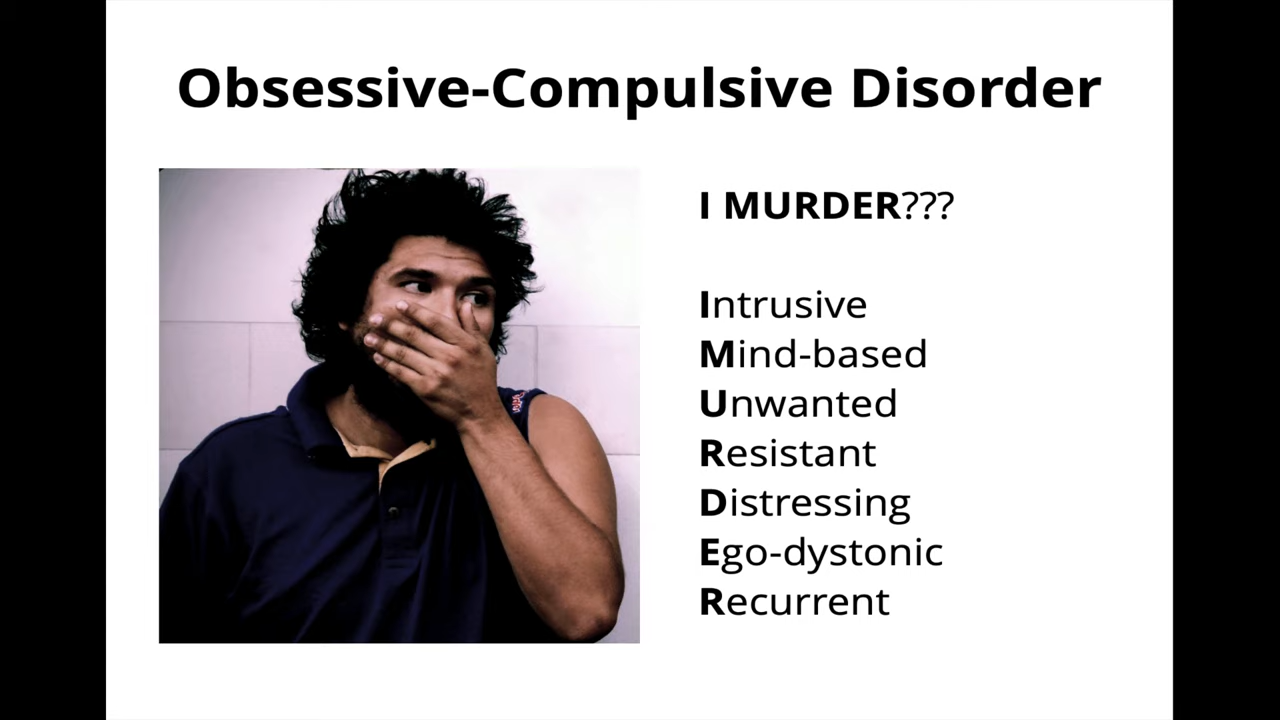 Obsessive-Compulsive Disorder
I MURDER???
Intrusive
Mind-based
Unwanted
Resistant
Distressing
Ego-dystonic
Recurrent